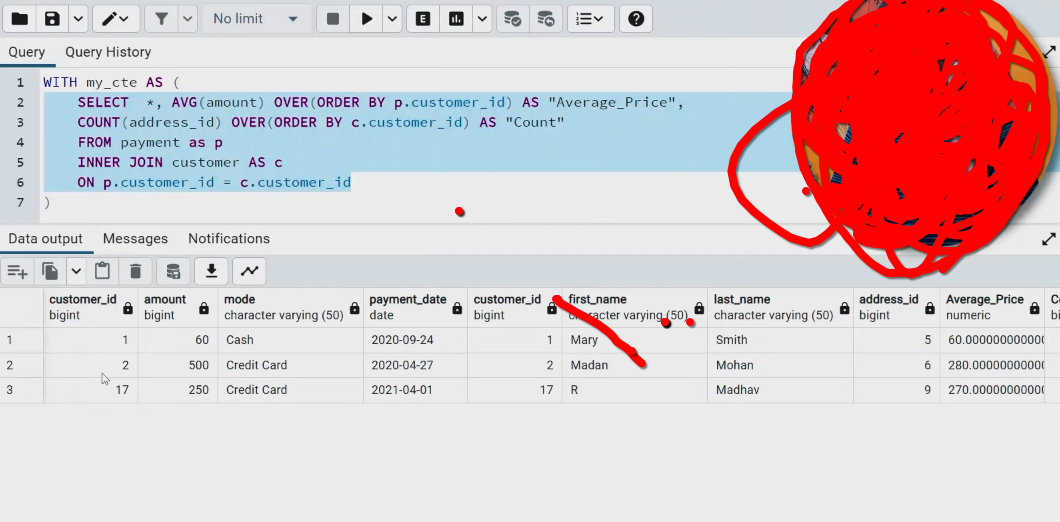 No limit
Query Query History
1 WITH my_cte AS (
2 SELECT *, AVG(amount) OVER(ORDER BY p.customer_id) AS "Average_Price",
3 COUNT(address_id) OVER(ORDER BY c.customer_id) AS "Count"
4 FROM payment as p
5 INNER JOIN customer AS c
6 ON p.customer_id = c.customer_id
7 )
Data output Messages Notifications
customer_id amount mode payment_date customer_id first_name last_name address_id Average_Price
bigint bigint character varying (50) date bigint character varying (50) character varying (50) bigint numeric
1 1 60 Cash 2020-09-24 1 Mary Smith 5 60.0000000000000
2 2 500 Credit Card 2020-04-27 2 Madan Mohan 6 280.000000000000
3 17 250 Credit Card 2021-04-01 17 R Madhav 9 270.000000000000